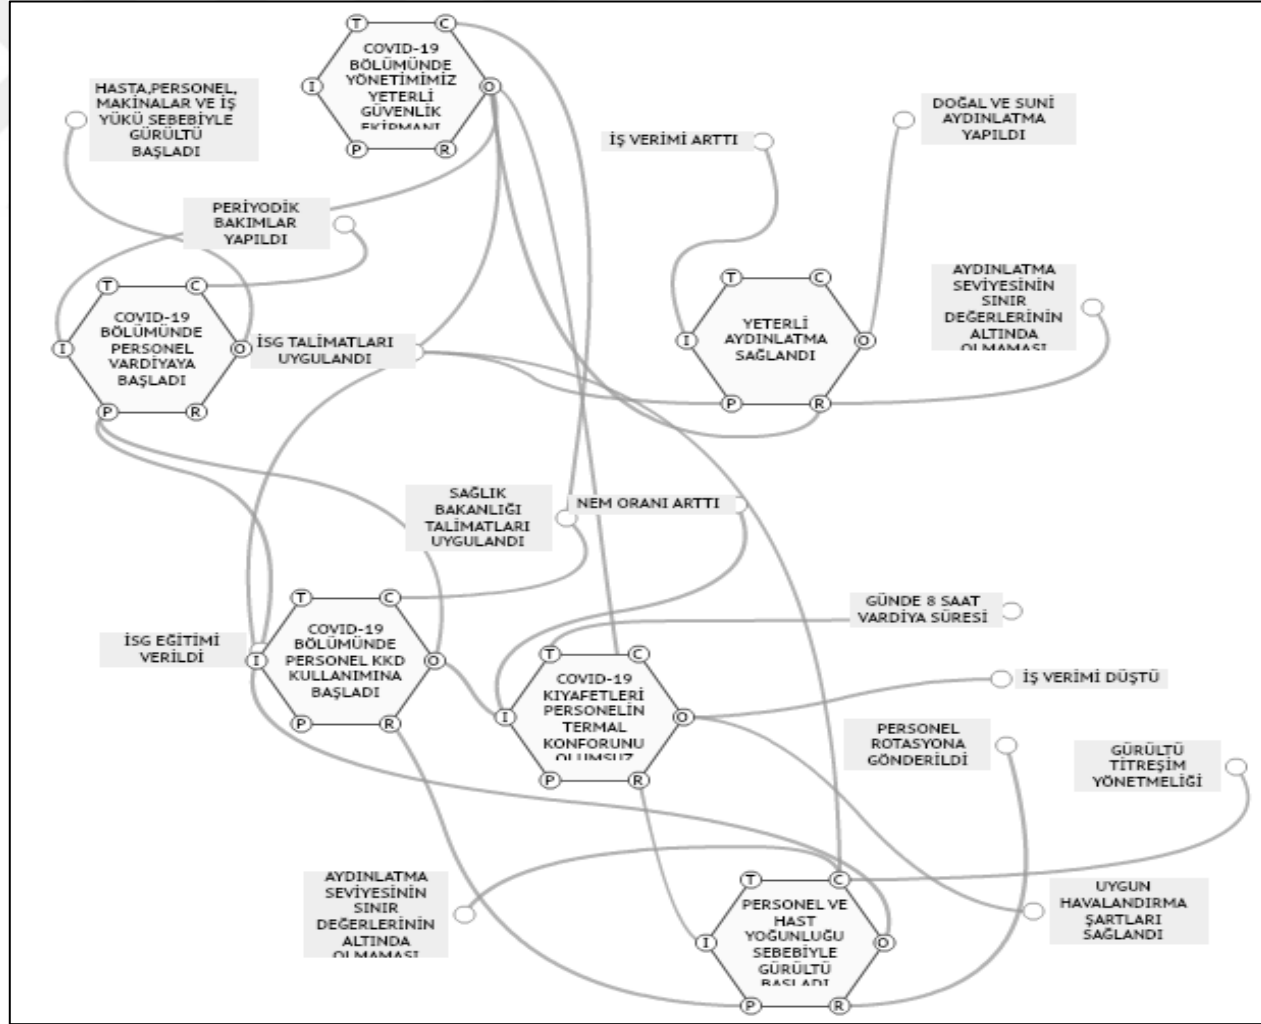 T
C
COVID-19
BÖLÜMÜNDE
YÖNETİMİMİZ
YETERLİ
GÜVENLİK
EKİPMANI
I
O
P
R
HASTA,PERSONEL,
MAKİNALAR VE İŞ
YÜKÜ SEBEBİYLE
GÜRÜLTÜ
BAŞLADI
İŞ VERİMİ ARTTI
DOĞAL VE SUNİ
AYDINLATMA
YAPILDI
PERİYODİK
BAKIMLAR
YAPILDI
T
C
COVID-19
BÖLÜMÜNDE
PERSONEL
VARDİYAYA
BAŞLADI
I
O
P
R
İSG TALİMATLARI
UYGULANDI
T
C
YETERLİ
AYDINLATMA
SAĞLANDI
I
O
P
R
AYDINLATMA
SEVİYESİNİN
SINIR
DEĞERLERİNİN
ALTINDA
OLMAMASI
SAĞLIK
BAKANLIĞI
TALİMATLARI
UYGULANDI
NEM ORANI ARTTI
GÜNDE 8 SAAT
VARDİYA SÜRESİ
İSG EĞİTİMİ
VERİLDİ
T
C
COVID-19
BÖLÜMÜNDE
PERSONEL KKD
KULLANIMINA
BAŞLADI
I
O
P
R
T
C
COVID-19
KIYAFETLERİ
PERSONELİN
TERMAL
KONFORUNU
OLUMSUZ
I
O
P
R
İŞ VERİMİ DÜŞTÜ
PERSONEL
ROTASYONA
GÖNDERİLDİ
GÜRÜLTÜ
TİTREŞİM
YÖNETMELİĞİ
AYDINLATMA
SEVİYESİNİN
SINIR
DEĞERLERİNİN
ALTINDA
OLMAMASI
T
C
PERSONEL VE
HAST
YOĞUNLUĞU
SEBEBİYLE
GÜRÜLTÜ
BAŞLADI
I
O
P
R
UYGUN
HAVALANDIRMA
ŞARTLARI
SAĞLANDI